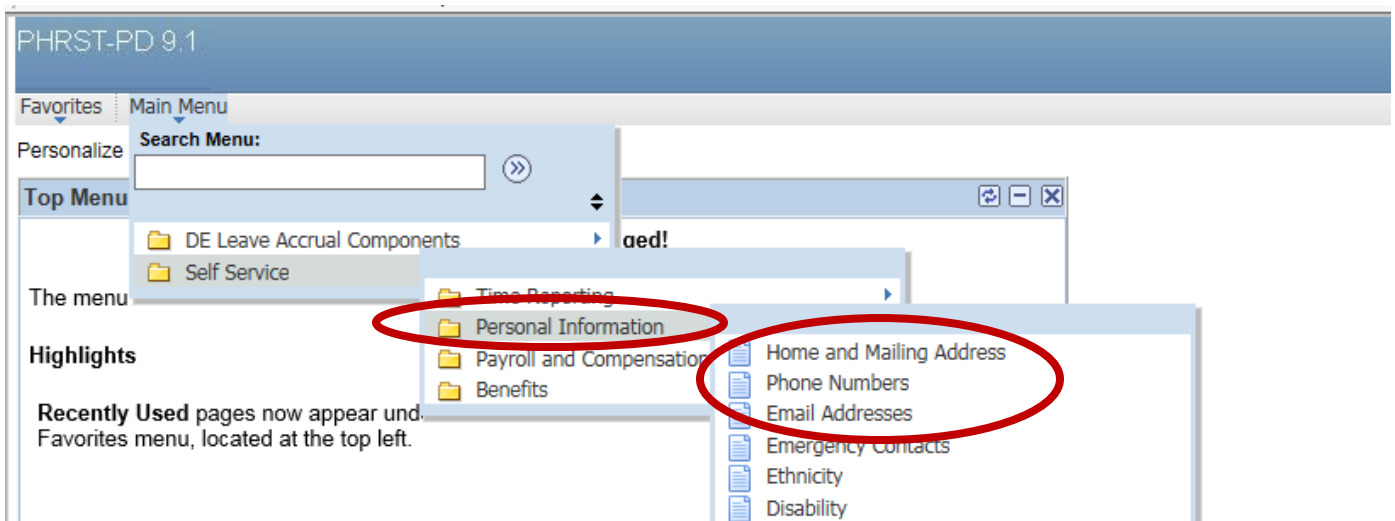 PHRST-PD 9.1
Favorites Main Menu
Personalize
Search Menu:
Top Menu
DE Leave Accrual Components
ged!
Self Service
The menu
Time Reporting
Personal Information
Payroll and Compensation
Benefits
Home and Mailing Address
Phone Numbers
Email Addresses
Emergency Contacts
Ethnicity
Disability
Highlights
Recently Used pages now appear und
Favorites menu, located at the top left.